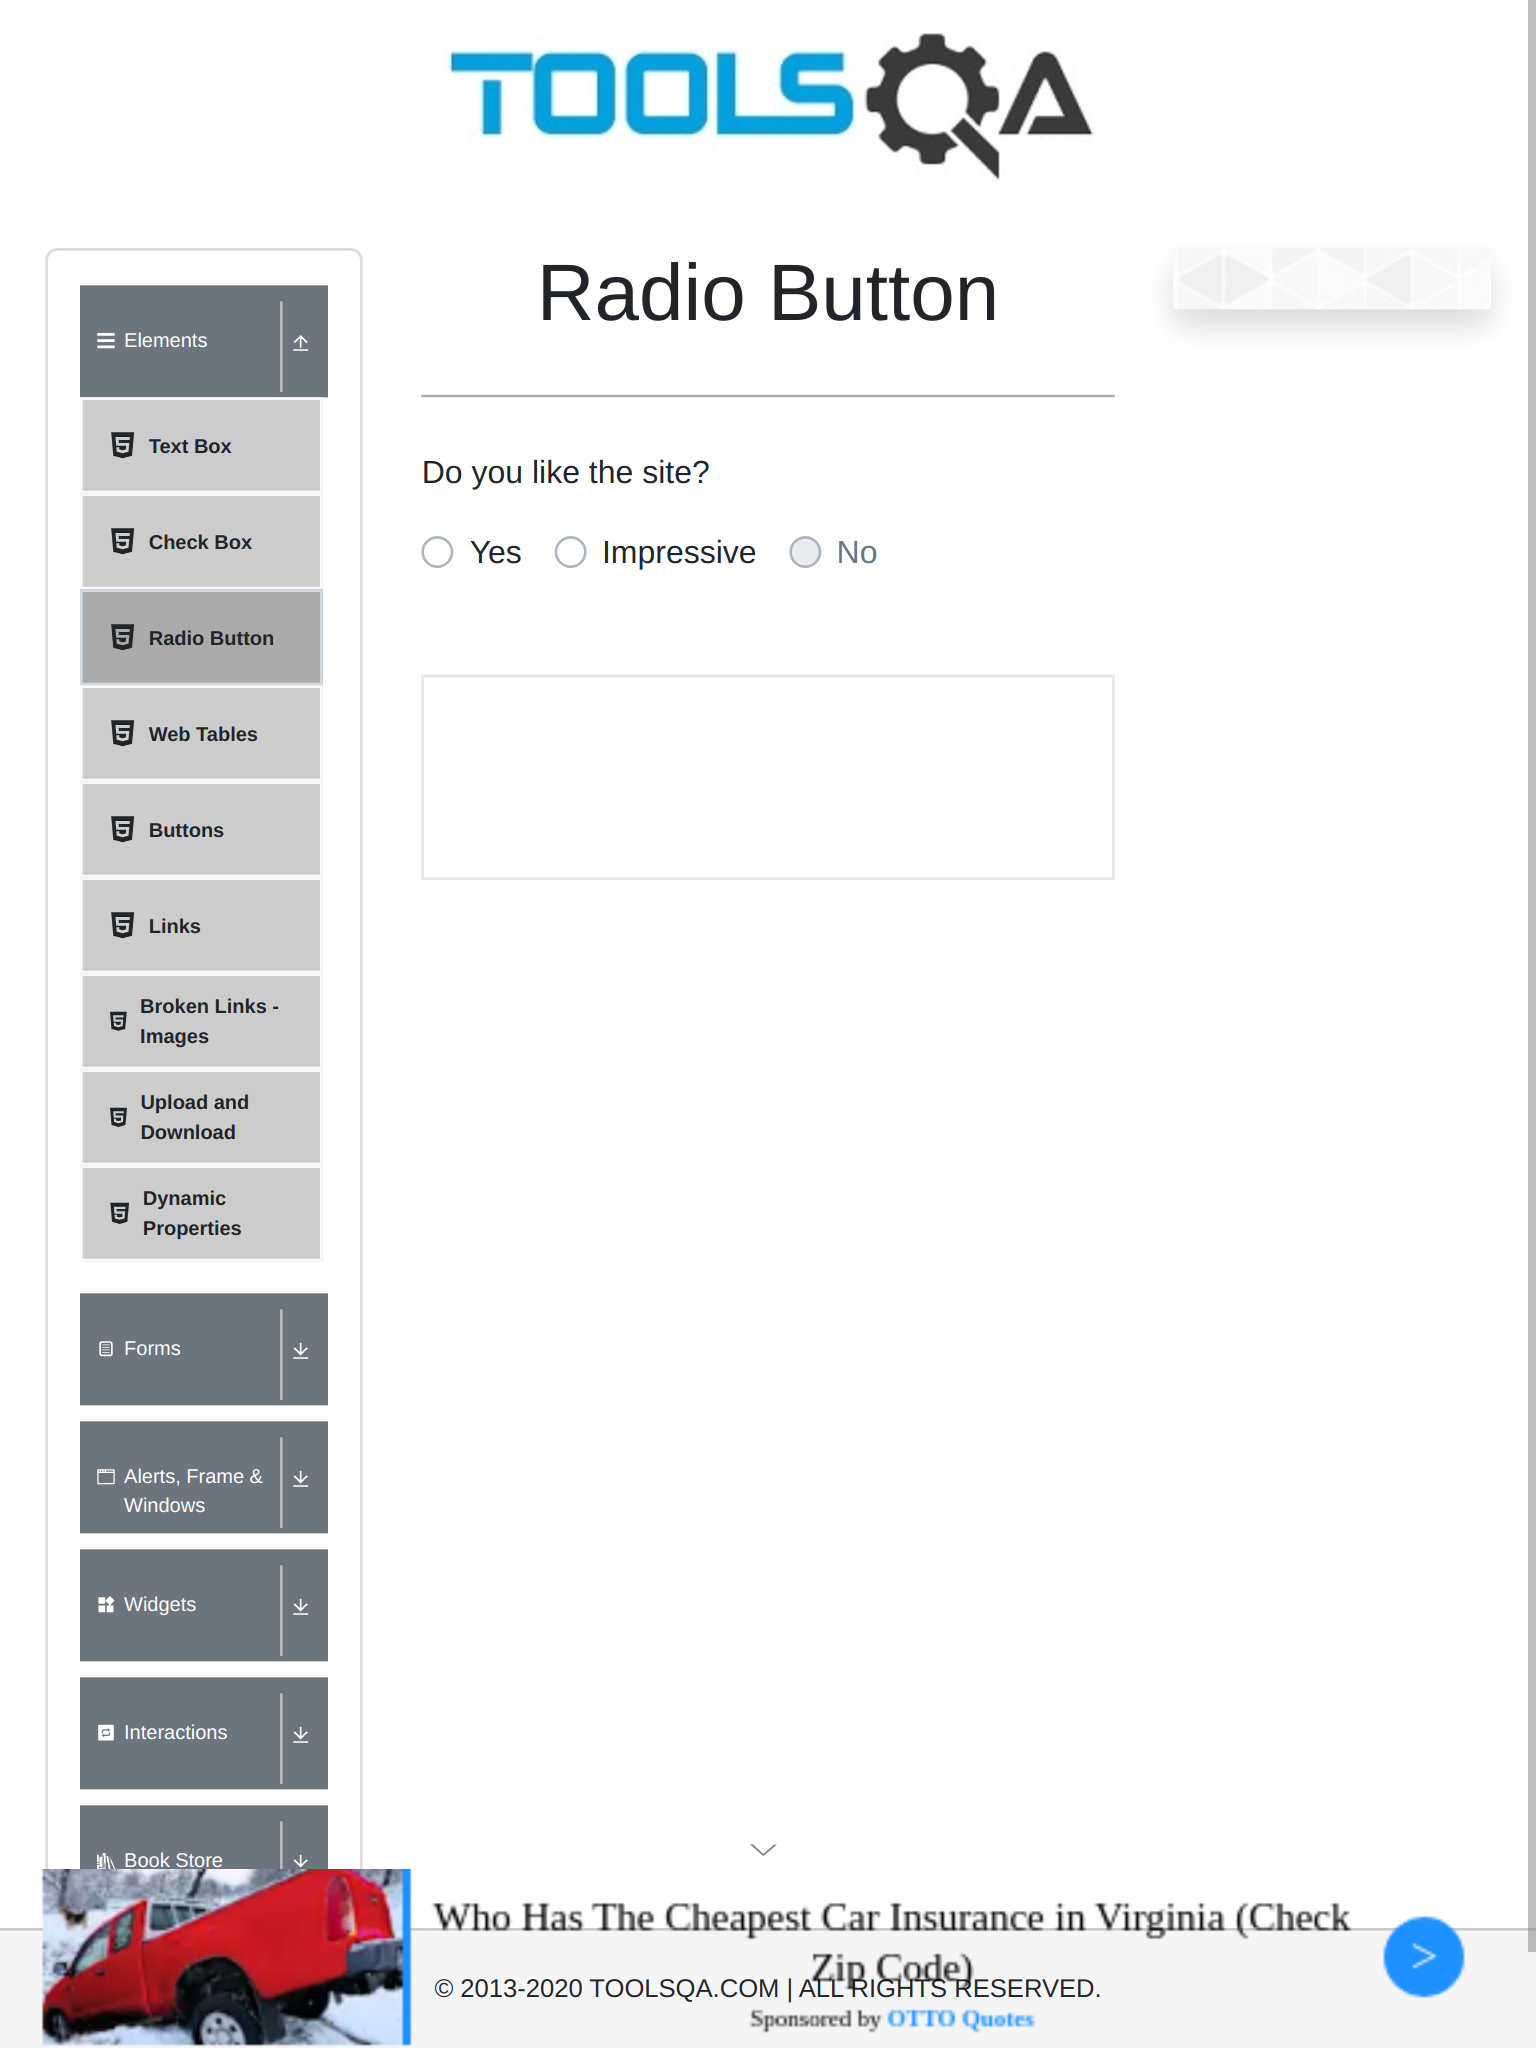 TOOLSQA
Radio Button
Elements
Text Box
Check Box
Radio Button
Web Tables
Buttons
Links
Broken Links -
Images
Upload and
Download
Dynamic
Properties
Forms
Alerts, Frame &
Windows
Widgets
Interactions
Book Store
Do you like the site?
Yes Impressive No
Who Has The Cheapest Car Insurance in Virginia (Check
Zip Code)
© 2013-2020 TOOLSQA.COM | ALL RIGHTS RESERVED.
Sponsored by OTTO Quotes
>